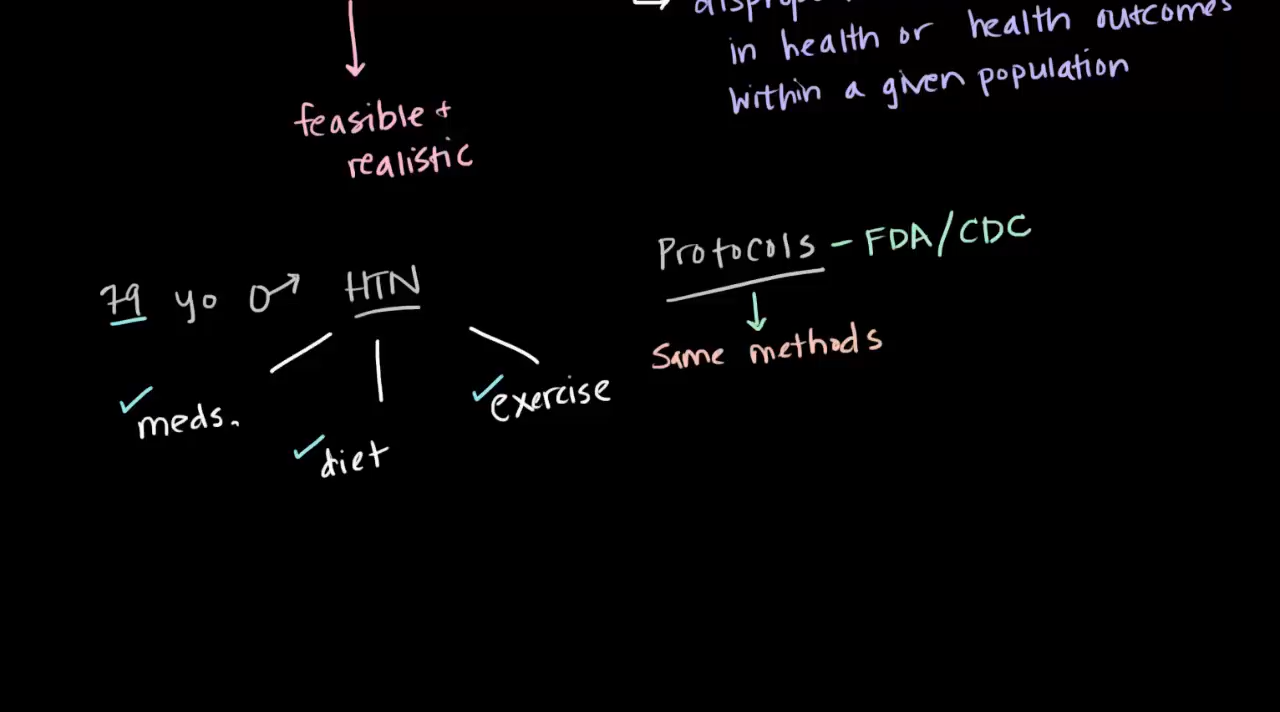 in health or health outcomes
within a given population
feasible +
realistic
Protocols - FDA/CDC
79 yo ♂ HTN
Same methods
✓meds.
✓exercise
✓diet